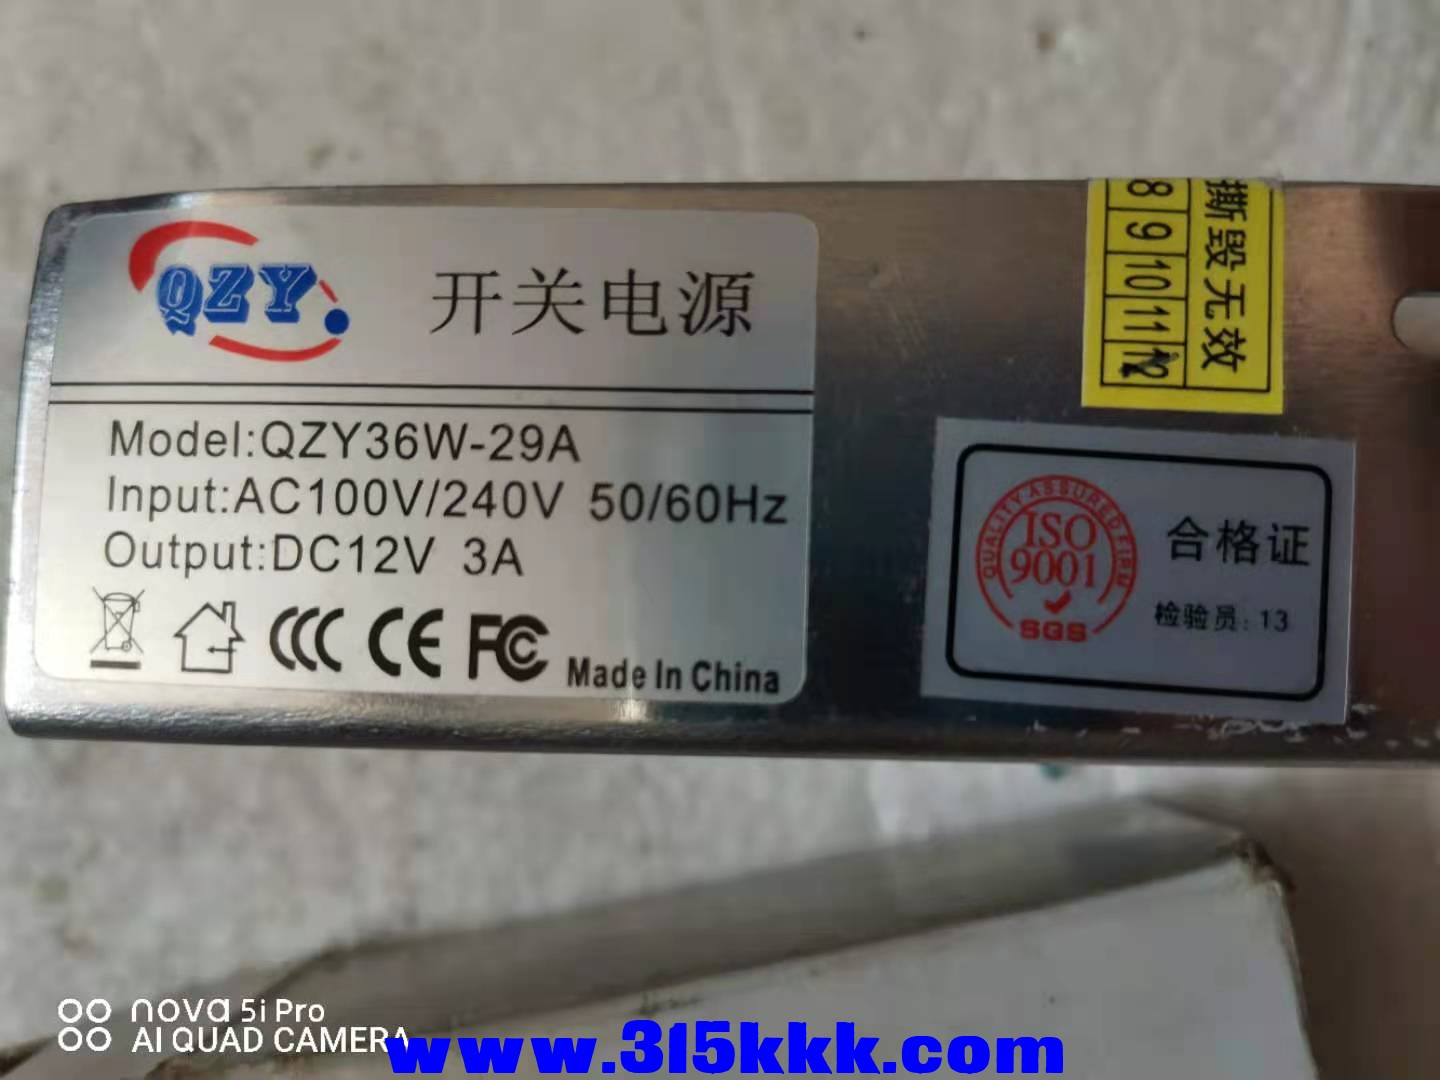 QZY
开关电源
Model:QZY36W-29A
Input:AC100V/240V 50/60Hz
Output:DC12V 3A
CCC CE FC Made In China
撕毁无效
8 9 10 11 12
QUALITY ASSURED FIRM
ISO
9001
SGS
合格证
检验员: 13
nova 5i Pro
AI QUAD CAMERA
www.315kkk.com